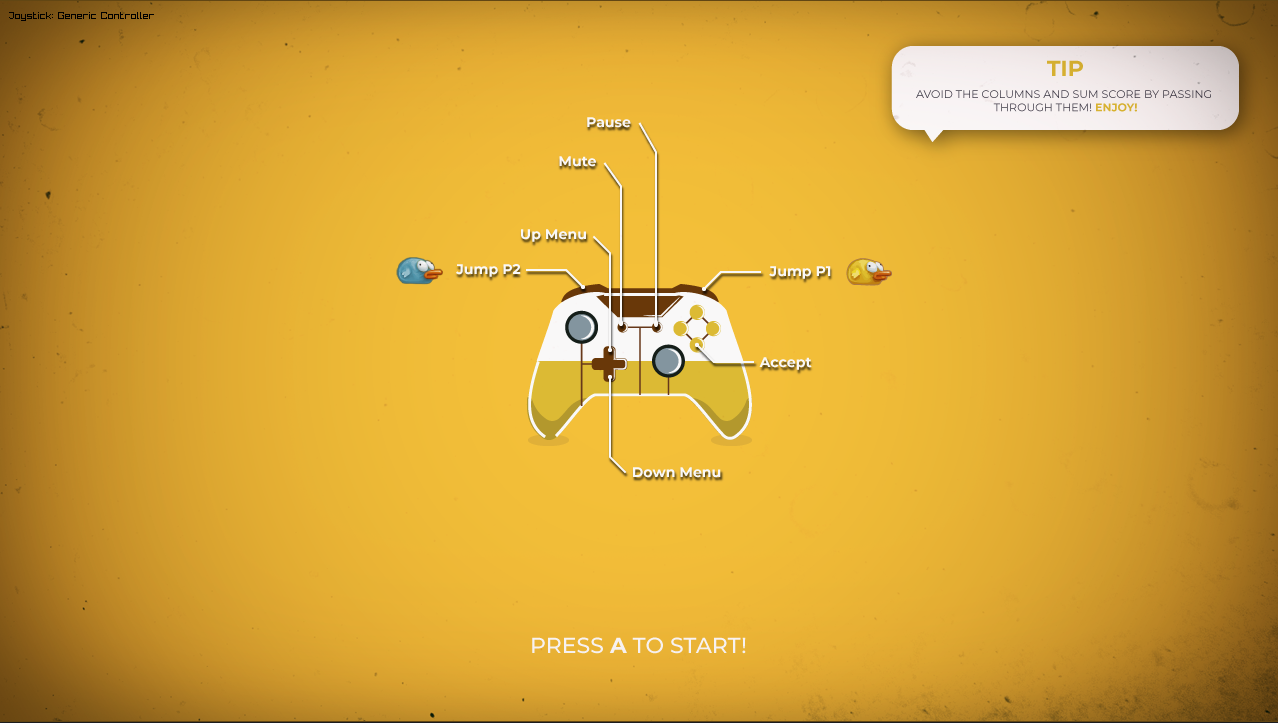 Joystick: Generic Controller
TIP
AVOID THE COLUMNS AND SUM SCORE BY PASSING
THROUGH THEM! ENJOY!
Pause
Mute
Up Menu
Jump P2
Jump P1
Accept
Down Menu
PRESS A TO START!